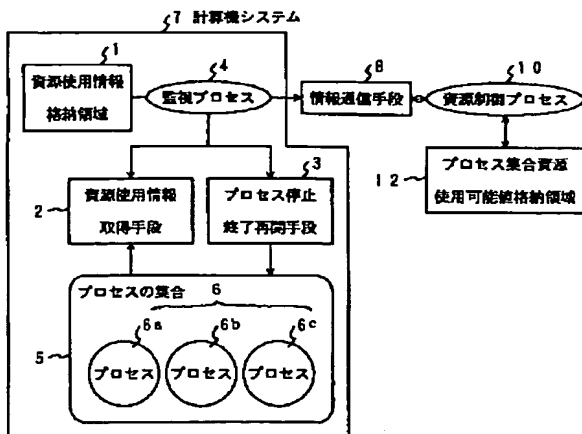 7 計算機システム
1
資源使用情報
格納領域
4
監視プロセス
8
情報通信手段
10
資源制御プロセス
12
プロセス集合資源
使用可能値格納領域
2
資源使用情報
取得手段
3
プロセス停止
終了再開手段
5
プロセスの集合 6
6a
プロセス
6b
プロセス
6c
プロセス